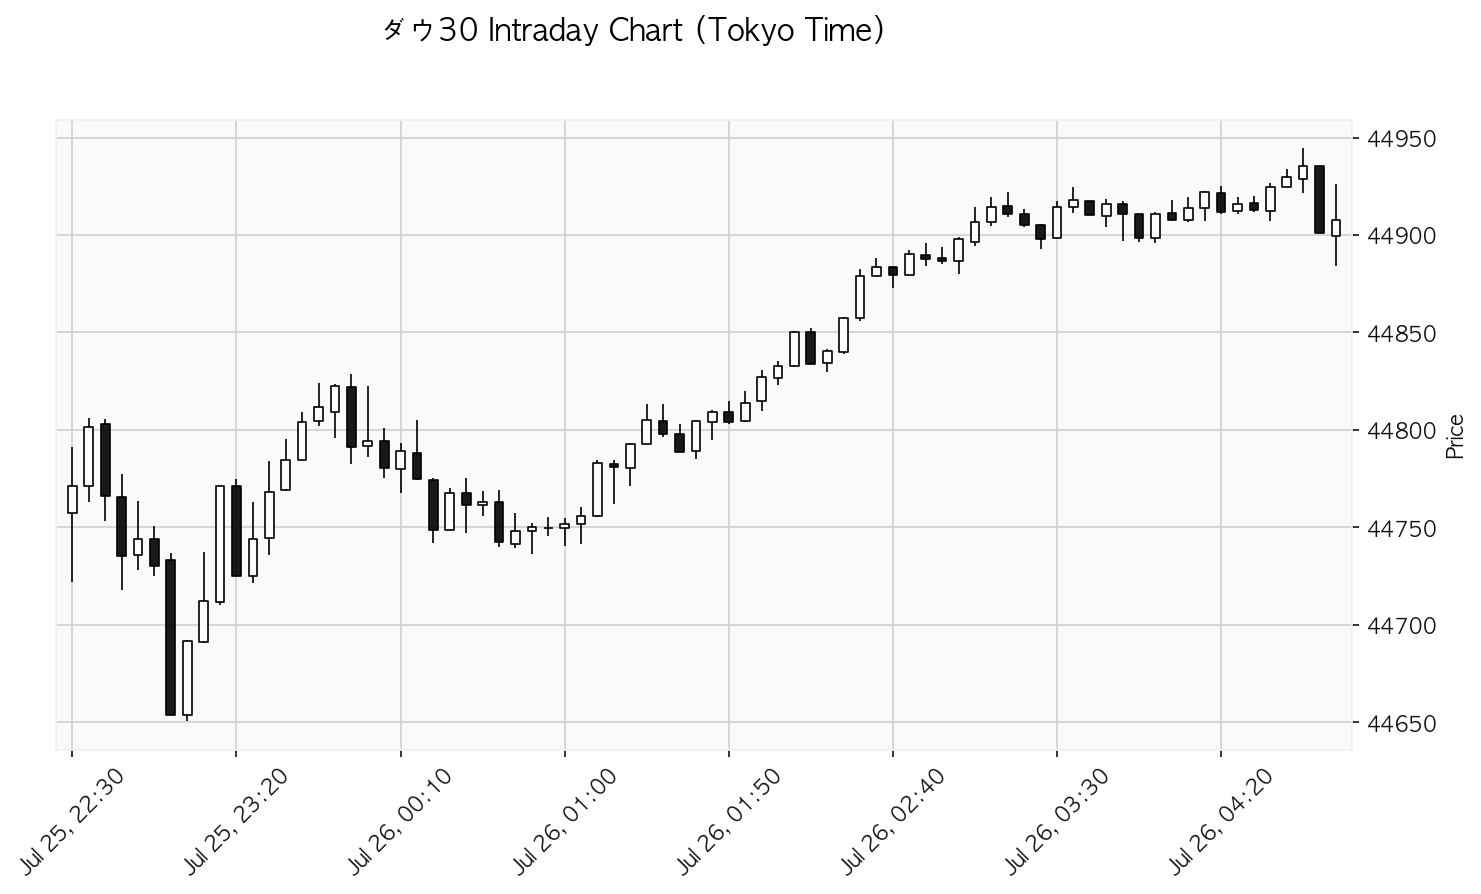 ダウ30 Intraday Chart (Tokyo Time)
44950
44900
44850
44800
44750
44700
44650
Price
Jul 25, 22:30
Jul 25, 23:20
Jul 26, 00:10
Jul 26, 01:00
Jul 26, 01:50
Jul 26, 02:40
Jul 26, 03:30
Jul 26, 04:20